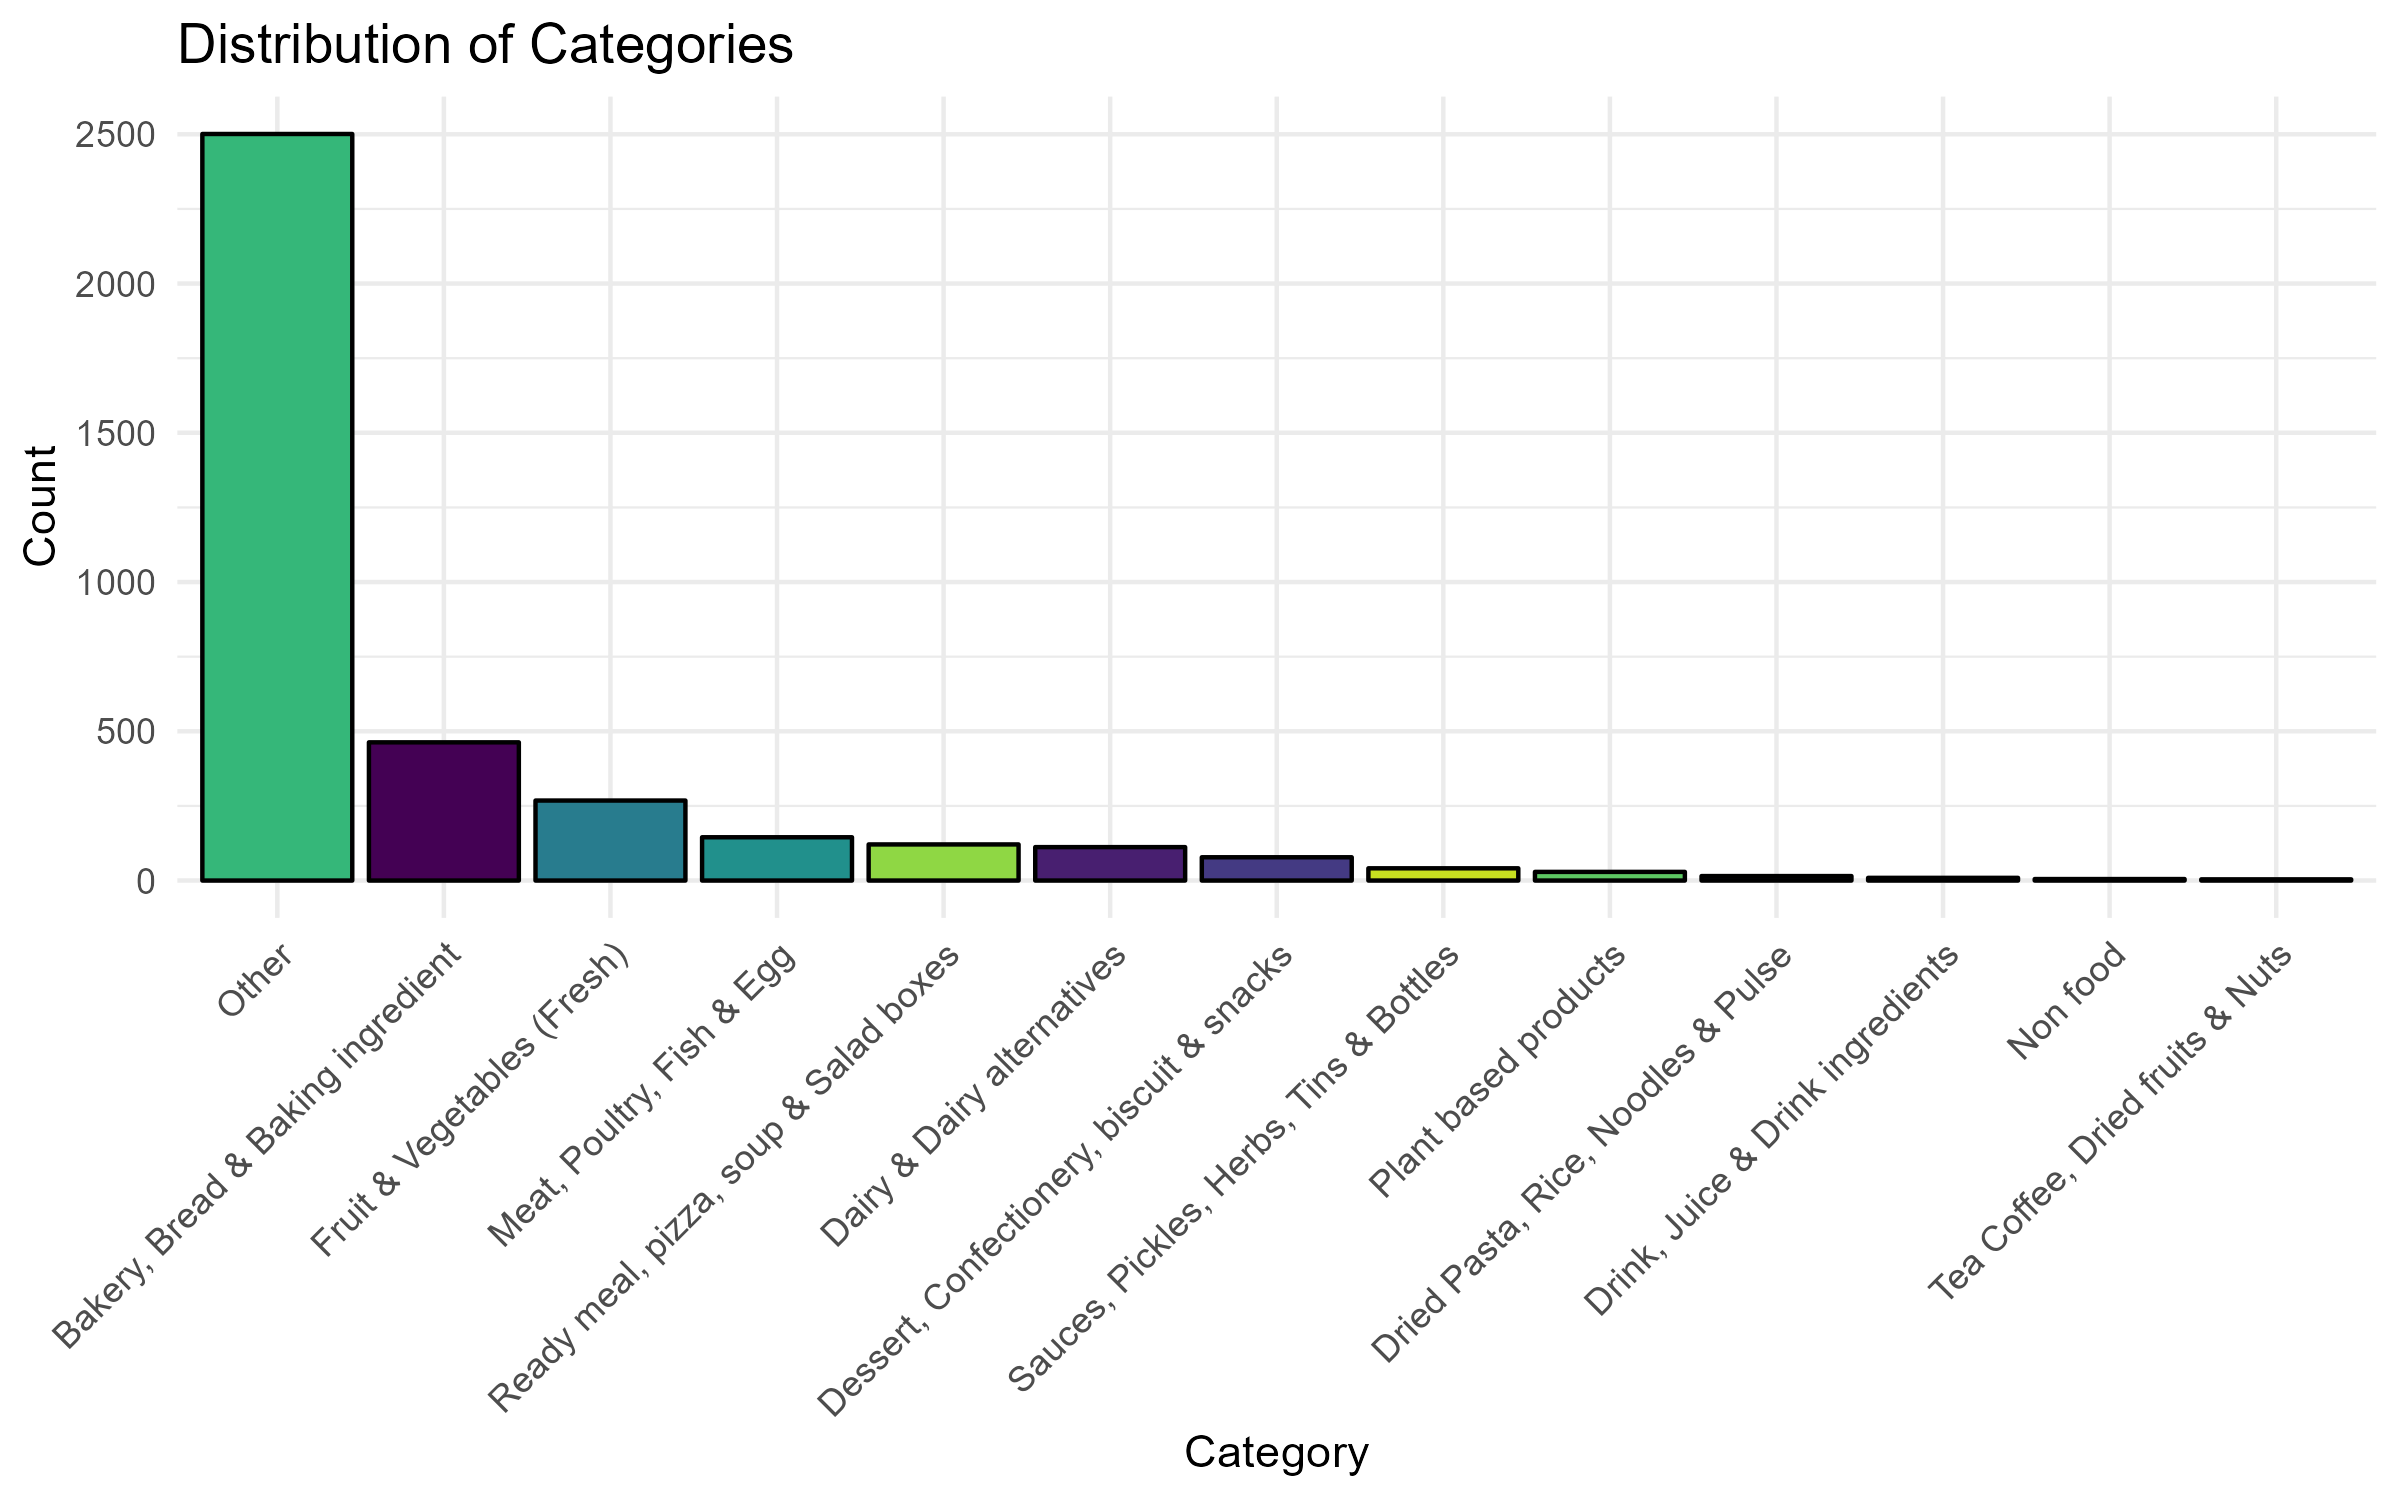 Distribution of Categories
Count
2500
2000
1500
1000
500
0
Other
Bakery, Bread & Baking ingredient
Fruit & Vegetables (Fresh)
Meat, Poultry, Fish & Egg
Ready meal, pizza, soup & Salad boxes
Dairy & Dairy alternatives
Dessert, Confectionery, biscuit & snacks
Sauces, Pickles, Herbs, Tins & Bottles
Plant based products
Dried Pasta, Rice, Noodles & Pulse
Drink, Juice & Drink ingredients
Non food
Tea Coffee, Dried fruits & Nuts
Category